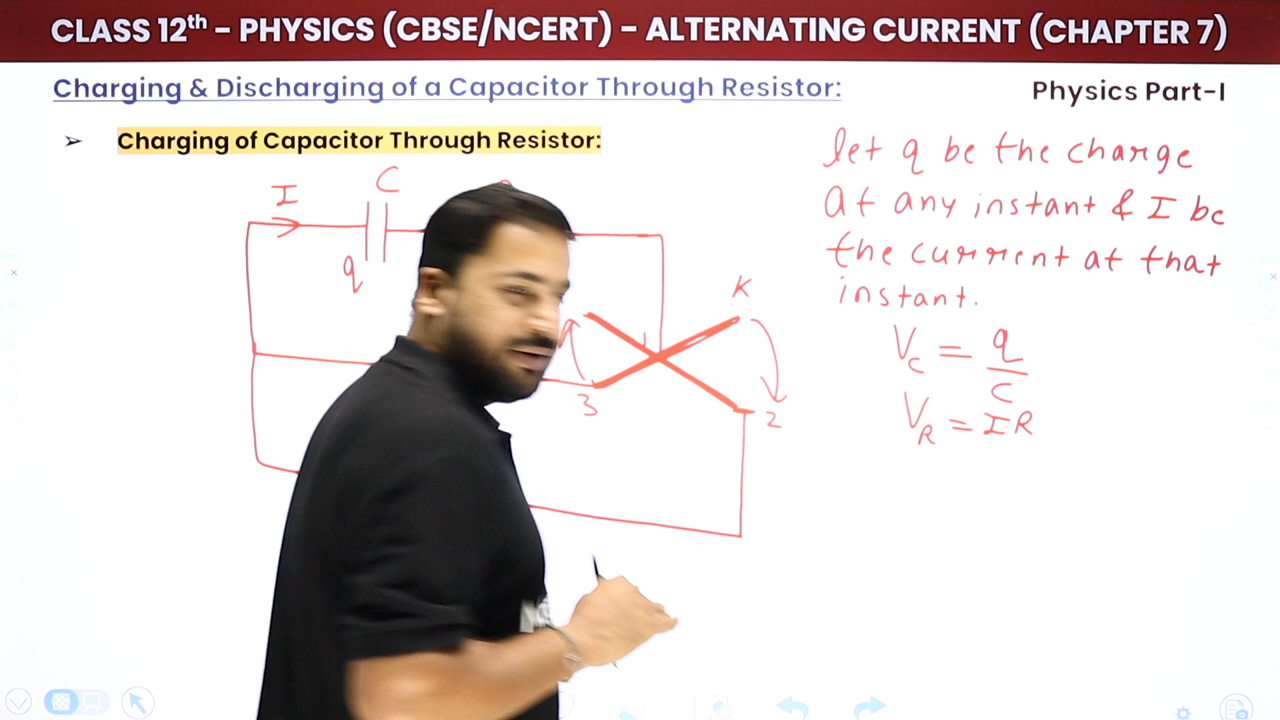 CLASS 12th – PHYSICS (CBSE/NCERT) – ALTERNATING CURRENT (CHAPTER 7)
Charging & Discharging of a Capacitor Through Resistor:
Physics Part-I
➢ Charging of Capacitor Through Resistor:
let q be the charge
At any instant & I be
the current at that
instant.
V_C = q/C
V_R = IR
I
C
q
K
3
2